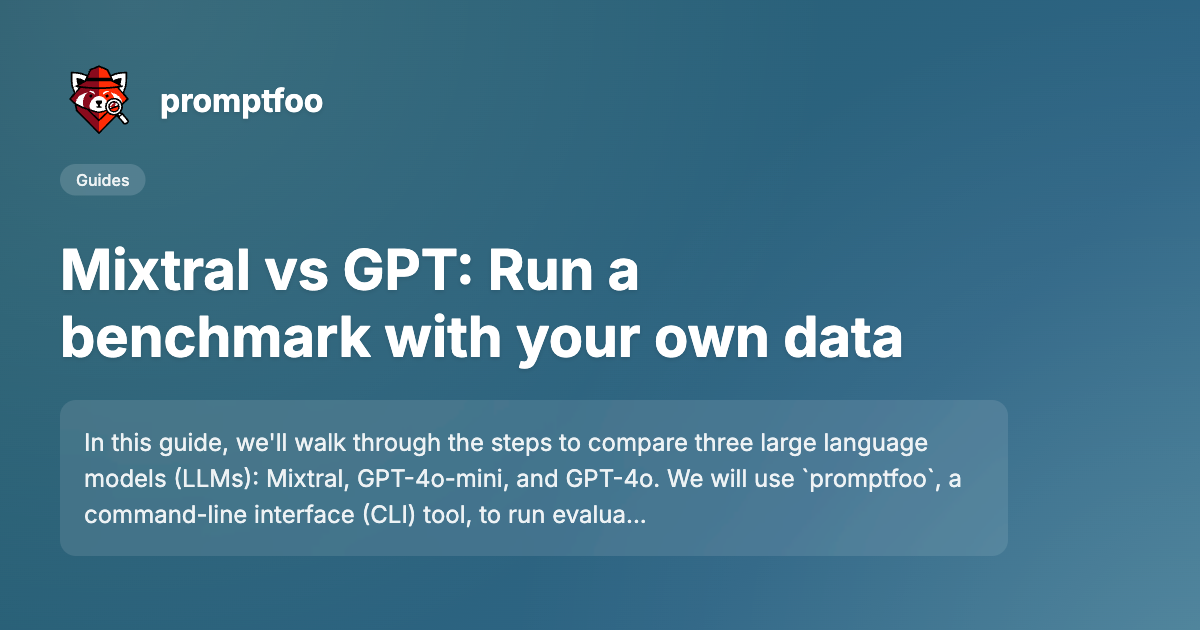 promptfoo
Guides
Mixtral vs GPT: Run a
benchmark with your own data
In this guide, we'll walk through the steps to compare three large language
models (LLMs): Mixtral, GPT-4o-mini, and GPT-4o. We will use `promptfoo`, a
command-line interface (CLI) tool, to run evalua...